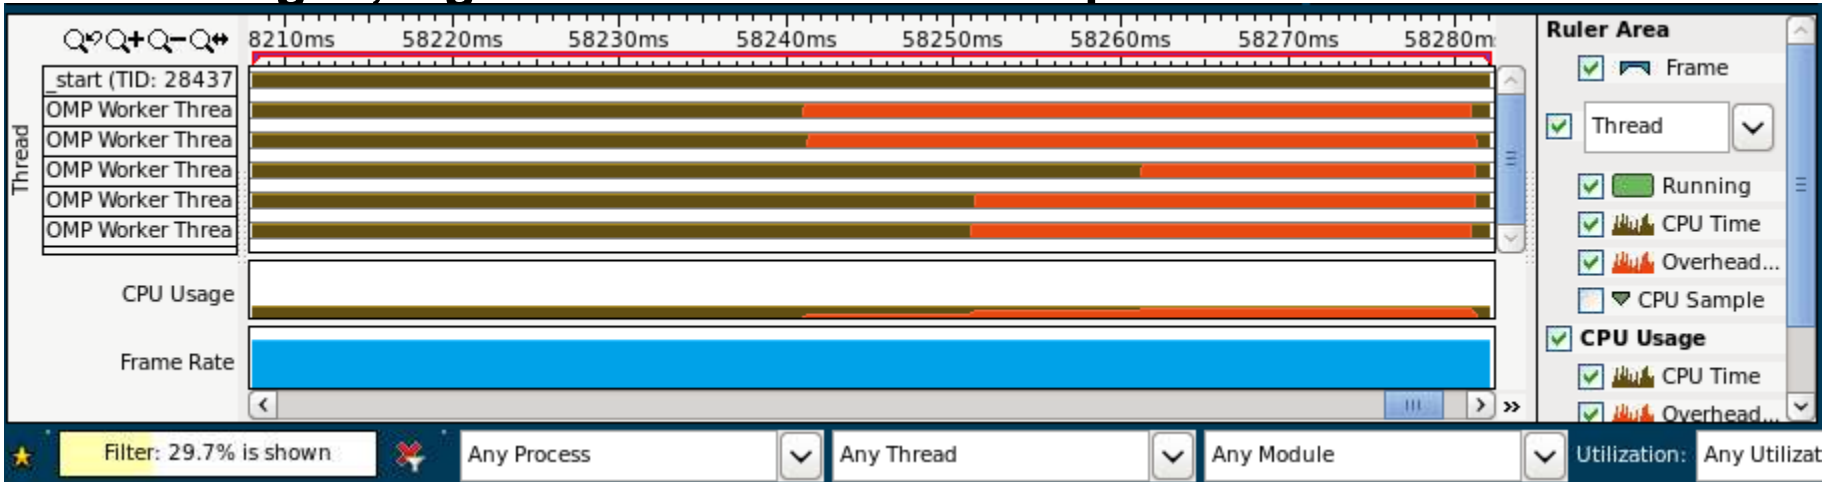 8210ms 58220ms 58230ms 58240ms 58250ms 58260ms 58270ms 58280m
Thread
_start (TID: 28437
OMP Worker Threa
OMP Worker Threa
OMP Worker Threa
OMP Worker Threa
OMP Worker Threa
CPU Usage
Frame Rate
Ruler Area
Frame
Thread
Running
CPU Time
Overhead...
CPU Sample
CPU Usage
CPU Time
Overhead...
Filter: 29.7% is shown Any Process Any Thread Any Module Utilization: Any Utilizat